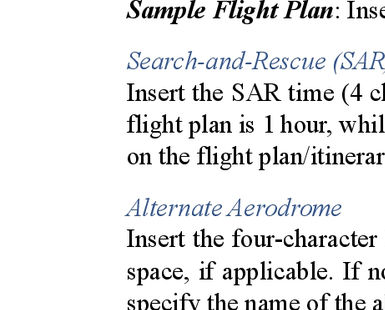 Sample Flight Plan: Inse
Search-and-Rescue (SAR)
Insert the SAR time (4 ch
flight plan is 1 hour, whil
on the flight plan/itinerar
Alternate Aerodrome
Insert the four-character
space, if applicable. If no
specify the name of the a